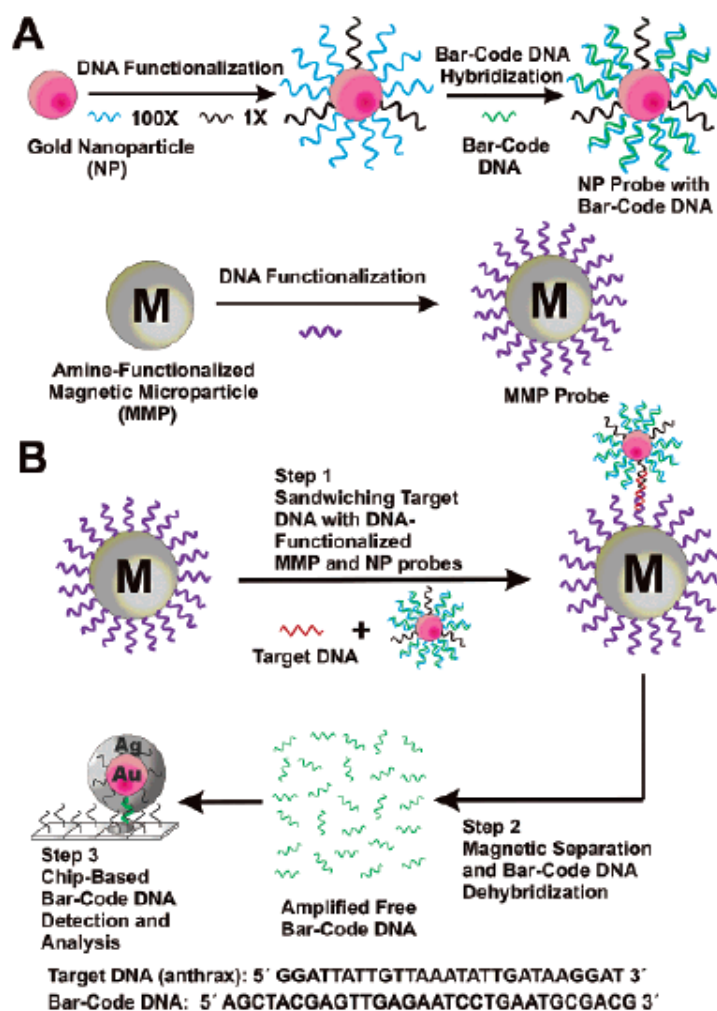 A
DNA Functionalization
100X 1X
Gold Nanoparticle
(NP)
Bar-Code DNA
Hybridization
Bar-Code
DNA
NP Probe with
Bar-Code DNA
M
Amine-Functionalized
Magnetic Microparticle
(MMP)
DNA Functionalization
M
MMP Probe
B
M
Step 1
Sandwiching Target
DNA with DNA-
Functionalized
MMP and NP probes
+
Target DNA
M
Step 2
Magnetic Separation
and Bar-Code DNA
Dehybridization
Amplified Free
Bar-Code DNA
Ag
Au
Step 3
Chip-Based
Bar-Code DNA
Detection and
Analysis
Target DNA (anthrax): 5´ GGATTATTGTTAAATATTGATAAGGAT 3´
Bar-Code DNA: 5´ AGCTACGAGTTGAGAATCCTGAATGCGACG 3´